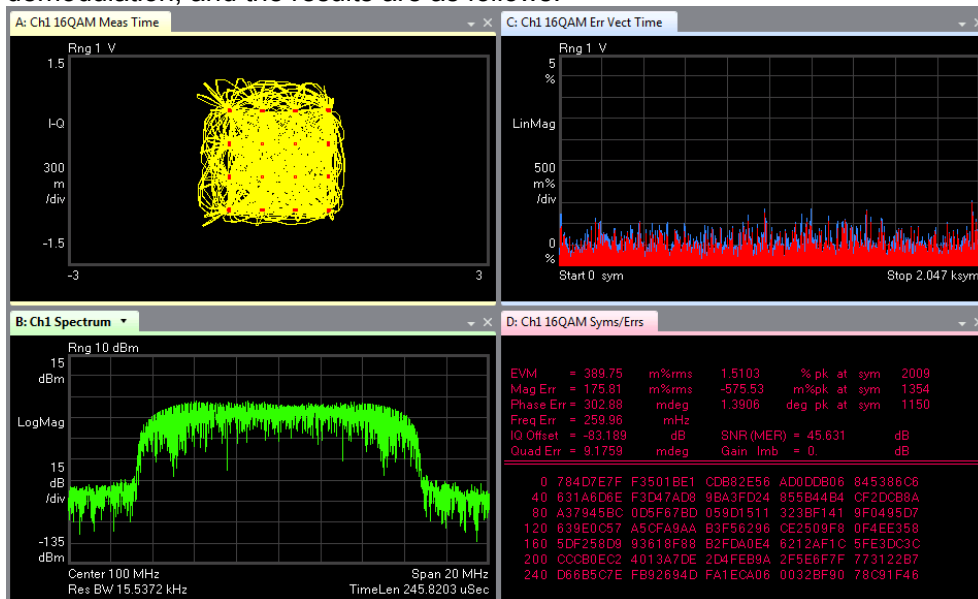 demodulation, and the results are as follows:
A: Ch1 16QAM Meas Time
Rng 1 V
1.5
I-Q
300
m
/div
-1.5
-3
3
C: Ch1 16QAM Err Vect Time
Rng 1 V
5
%
LinMag
500
m%
/div
0
%
Start 0 sym
Stop 2.047 ksym
B: Ch1 Spectrum
Rng 10 dBm
15
dBm
LogMag
15
dB
/div
-135
dBm
Center 100 MHz
Span 20 MHz
Res BW 15.5372 kHz
TimeLen 245.8203 uSec
D: Ch1 16QAM Syms/Errs
EVM = 389.75 m%rms 1.5103 % pk at sym 2009
Mag Err = 175.81 m%rms -575.53 m%pk at sym 1354
Phase Err = 302.88 mdeg 1.3906 deg pk at sym 1150
Freq Err = 259.96 mHz
IQ Offset = -83.189 dB SNR(MER) = 45.631 dB
Quad Err = 9.1759 mdeg Gain Imb = 0. dB
0 784D7E7F F3501BE1 CDB82E56 AD0DDB06 845386C6
40 631A6D6E F3D47AD8 9BA3FD24 855B44B4 CF2DCB8A
80 A37945BC 0D5F67BD 059D1511 323BF141 9F0495D7
120 639E0C57 A5CFA9AA B3F56296 CE2509F8 0F4EE358
160 5DF258D9 93618F88 B2FDA0E4 6212AF1C 5FE3DC3C
200 CCCB0EC2 4013A7DE 2D4FEB9A 2F5E6F7F 773122B7
240 D66B5C7E FB92694D FA1ECA06 0032BF90 78C91F46